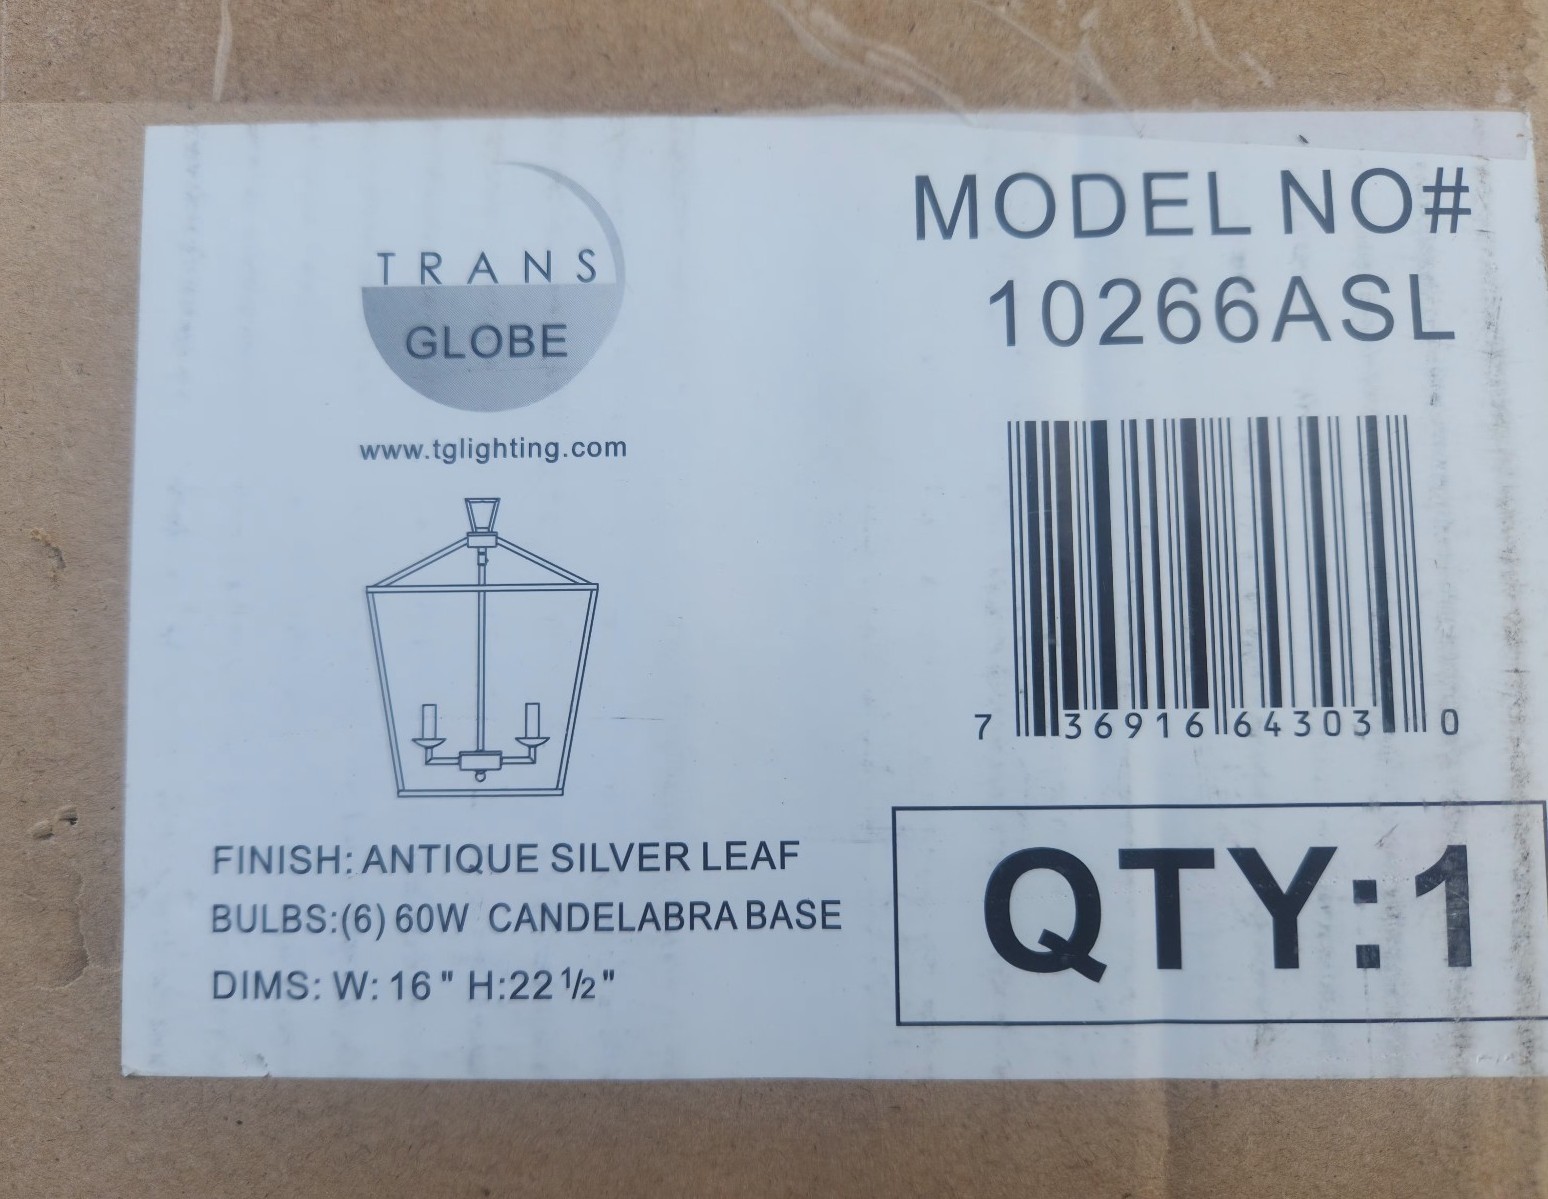 TRANS
GLOBE
www.tglighting.com
FINISH: ANTIQUE SILVER LEAF
BULBS:(6) 60W CANDELABRA BASE
DIMS: W: 16" H:22 1/2"
MODEL NO#
10266ASL
7 36916 64303 0
QTY:1